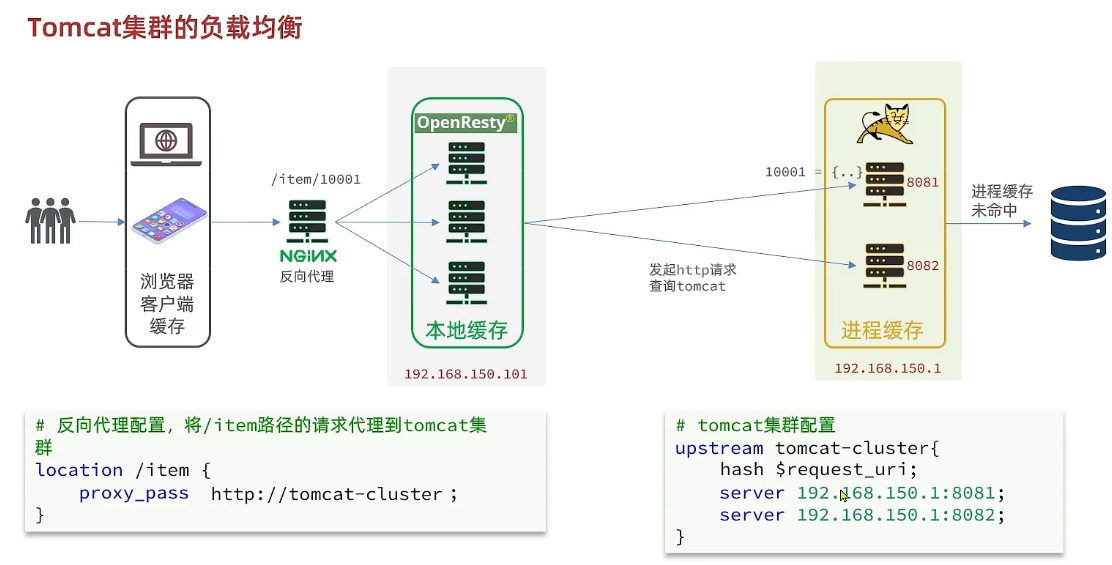 Tomcat集群的负载均衡
浏览器
客户端
缓存
/item/10001
NGINX
反向代理
OpenResty®
本地缓存
192.168.150.101
发起http请求
查询tomcat
10001 = {..}
8081
8082
进程缓存
192.168.150.1
进程缓存
未命中
# 反向代理配置，将/item路径的请求代理到tomcat集
群
location /item {
proxy_pass http://tomcat-cluster ;
}
# tomcat集群配置
upstream tomcat-cluster{
hash $request_uri;
server 192.168.150.1:8081;
server 192.168.150.1:8082;
}